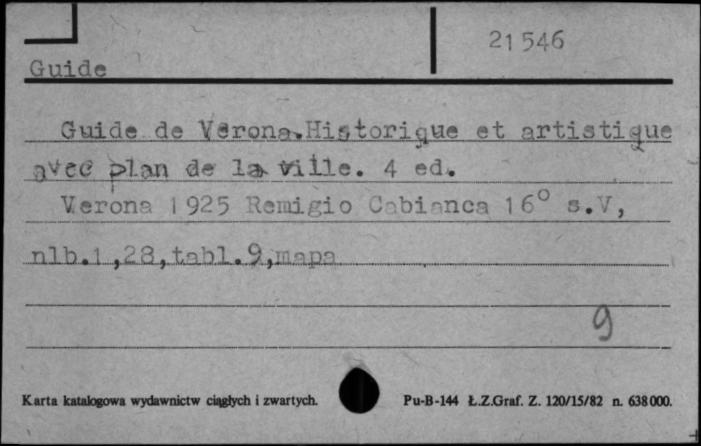 21 546
Guide
Guide de Verona.Historique et artistique
avec plan de la ville. 4 ed.
Verona 1925 Remigio Cabianca 16° s.V,
nlb.1,28,tabl.9,mapa
9
Karta katalogowa wydawnictw ciągłych i zwartych. Pu-B-144 Ł.Z.Graf. Z. 120/15/82 n. 638000.